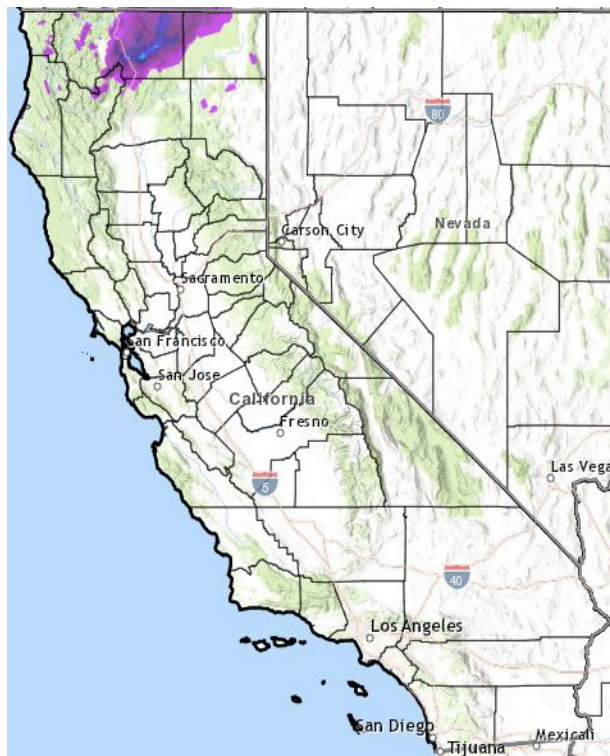 80
Nevada
Carson City
Sacramento
San Francisco
San Jose
California
Fresno
Las Vega
5
40
Los Angeles
San Diego
Mexicali
Tijuana